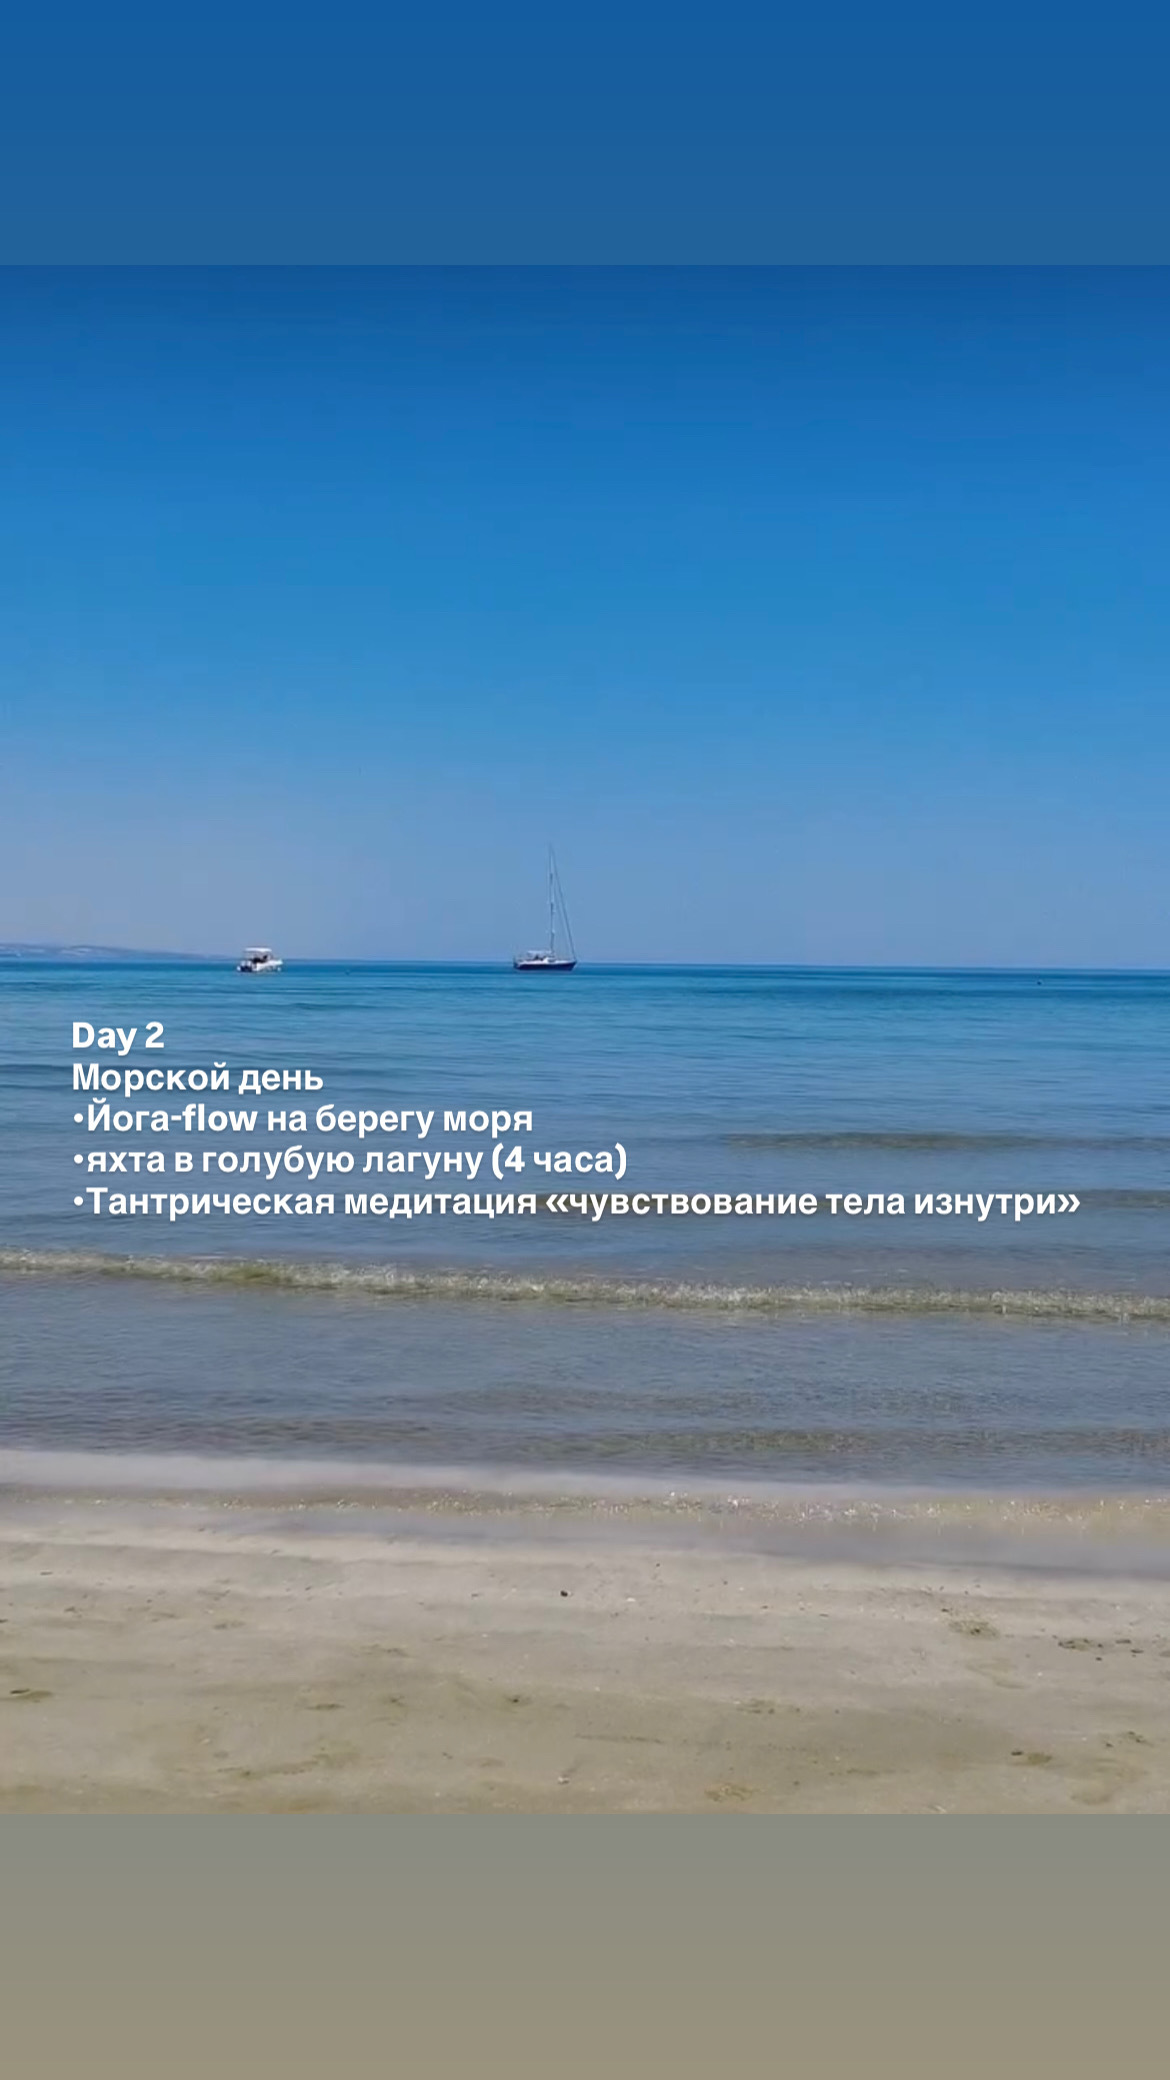 Day 2
Морской день
•Йога-flow на берегу моря
•яхта в голубую лагуну (4 часа)
•Тантрическая медитация «чувствование тела изнутри»